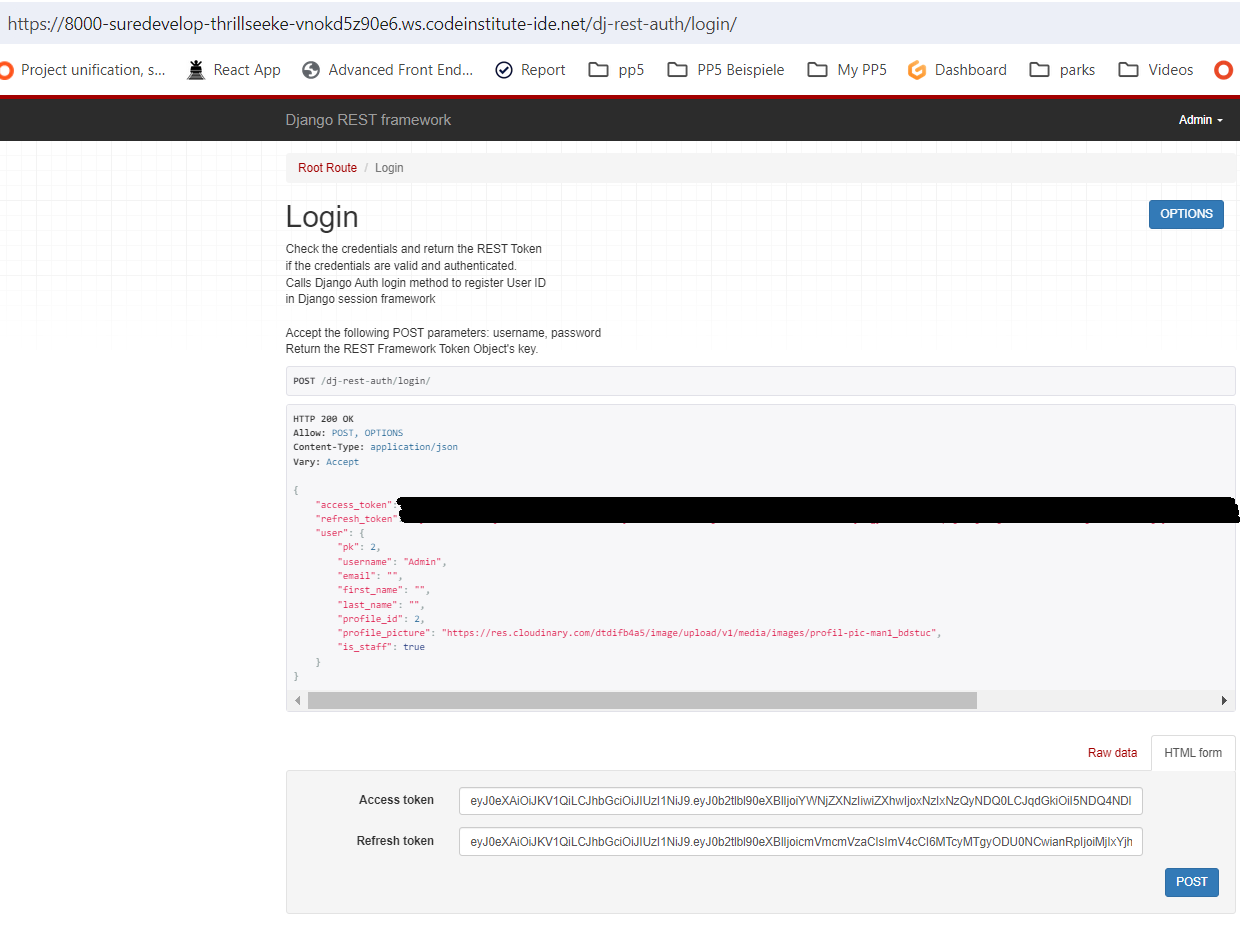 https://8000-suredevelop-thrillseeke-vnokd5z90e6.ws.codeinstitute-ide.net/dj-rest-auth/login/
Project unification, s... React App Advanced Front End... Report pp5 PP5 Beispiele My PP5 Dashboard parks Videos
Django REST framework Admin
Root Route / Login
Login OPTIONS
Check the credentials and return the REST Token
if the credentials are valid and authenticated.
Calls Django Auth login method to register User ID
in Django session framework
Accept the following POST parameters: username, password
Return the REST Framework Token Object's key.
POST /dj-rest-auth/login/
HTTP 200 OK
Allow: POST, OPTIONS
Content-Type: application/json
Vary: Accept
{
"access_token":
"refresh_token"
"user": {
"pk": 2,
"username": "Admin",
"email": "",
"first_name": "",
"last_name": "",
"profile_id": 2,
"profile_picture": "https://res.cloudinary.com/dtdifb4a5/image/upload/v1/media/images/profil-pic-man1_bdstuc",
"is_staff": true
}
}
Raw data HTML form
Access token
Refresh token
POST